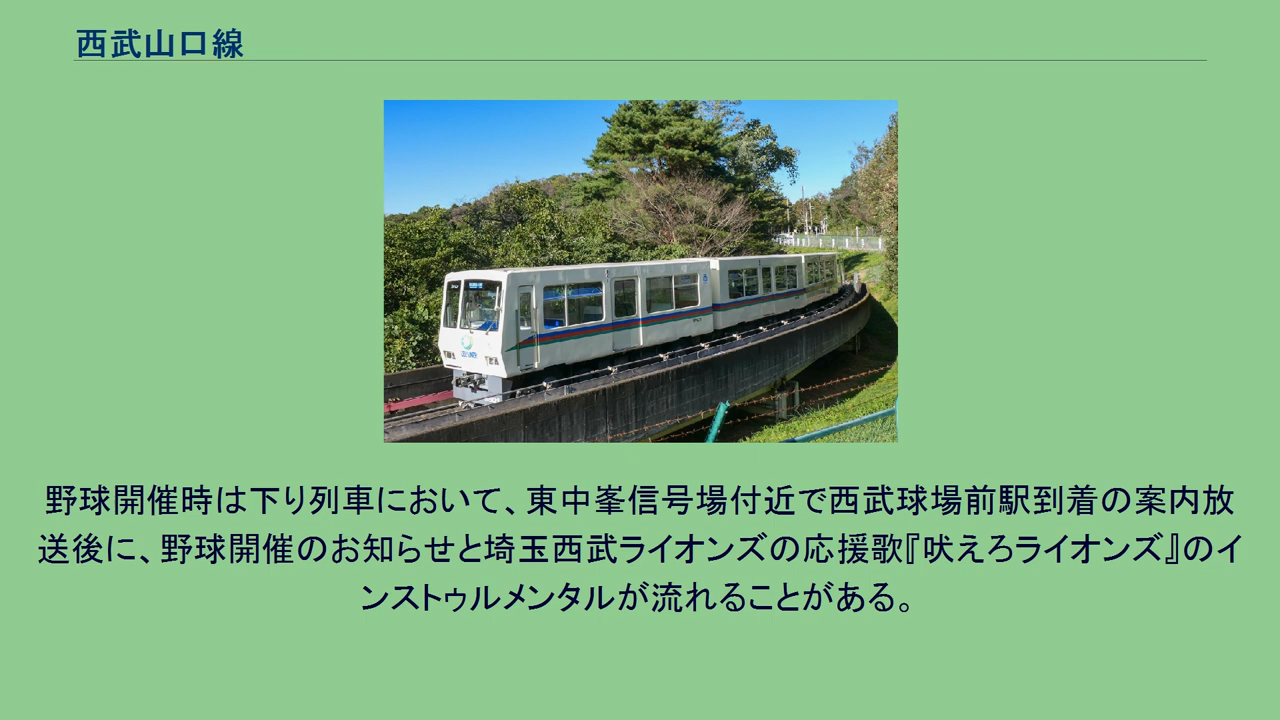 西武山口線
野球開催時は下り列車において、東中峯信号場付近で西武球場前駅到着の案内放
送後に、野球開催のお知らせと埼玉西武ライオンズの応援歌『吠えろライオンズ』のイ
ンストゥルメンタルが流れることがある。